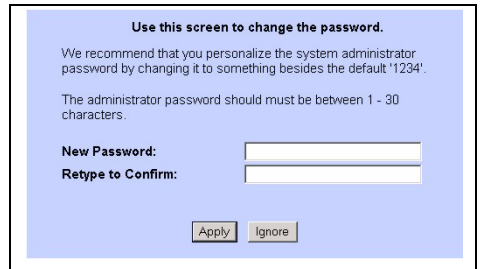 Use this screen to change the password.
We recommend that you personalize the system administrator
password by changing it to something besides the default '1234'.
The administrator password should must be between 1 - 30
characters.
New Password:
Retype to Confirm:
Apply Ignore